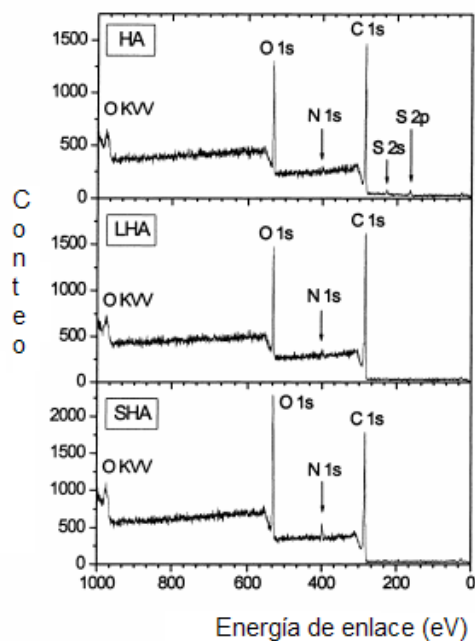 Conteo
HA
1500
1000
500
0
O KVV
O 1s
N 1s
C 1s
S 2s
S 2p
LHA
1500
1000
500
0
O KVV
O 1s
N 1s
C 1s
SHA
2000
1500
1000
500
0
O KVV
O 1s
N 1s
C 1s
1000 800 600 400 200 0
Energía de enlace (eV)